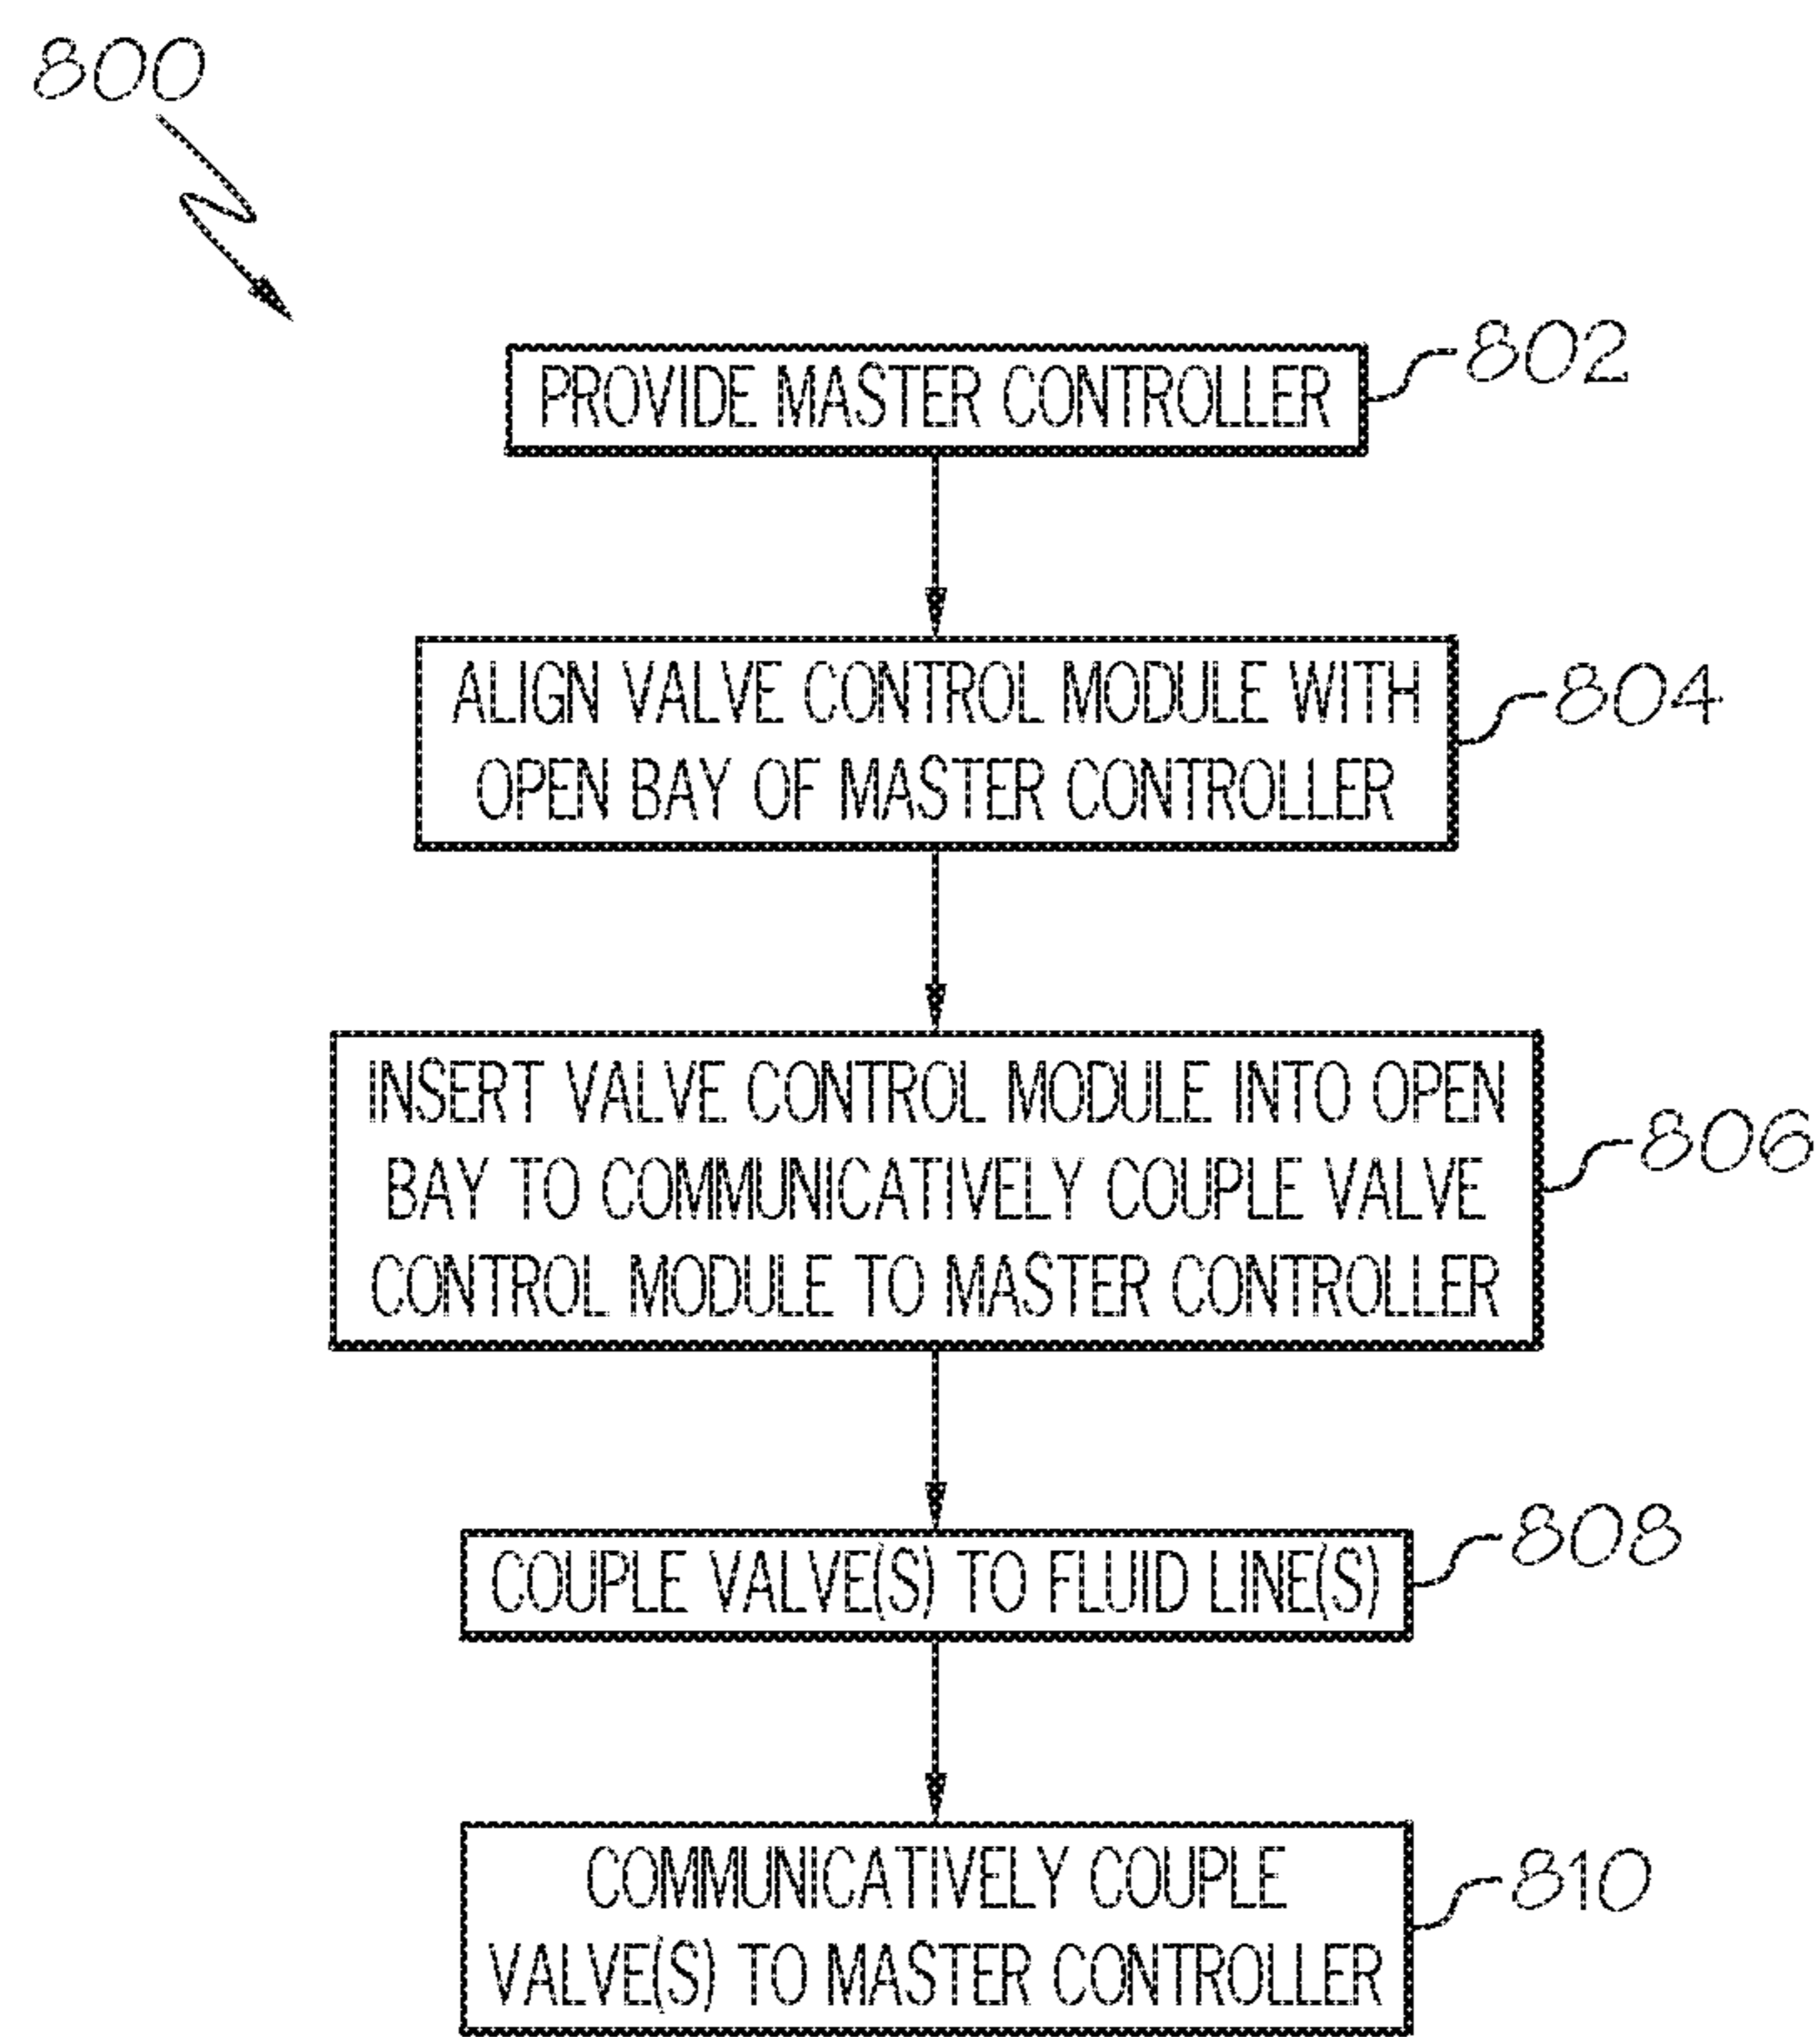 800
PROVIDE MASTER CONTROLLER
802
ALIGN VALVE CONTROL MODULE WITH
OPEN BAY OF MASTER CONTROLLER
804
INSERT VALVE CONTROL MODULE INTO OPEN
BAY TO COMMUNICATIVELY COUPLE VALVE
CONTROL MODULE TO MASTER CONTROLLER
806
COUPLE VALVE(S) TO FLUID LINE(S)
808
COMMUNICATIVELY COUPLE
VALVE(S) TO MASTER CONTROLLER
810